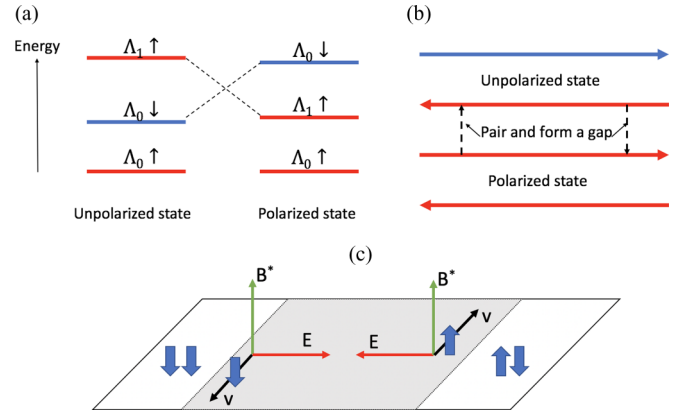 (a)
Energy
Λ₁ ↑
Λ₀ ↓
Λ₀ ↑
Unpolarized state
Λ₀ ↓
Λ₁ ↑
Λ₀ ↑
Polarized state
(b)
Unpolarized state
Pair and form a gap
Polarized state
(c)
B*
E
v
B*
E
v